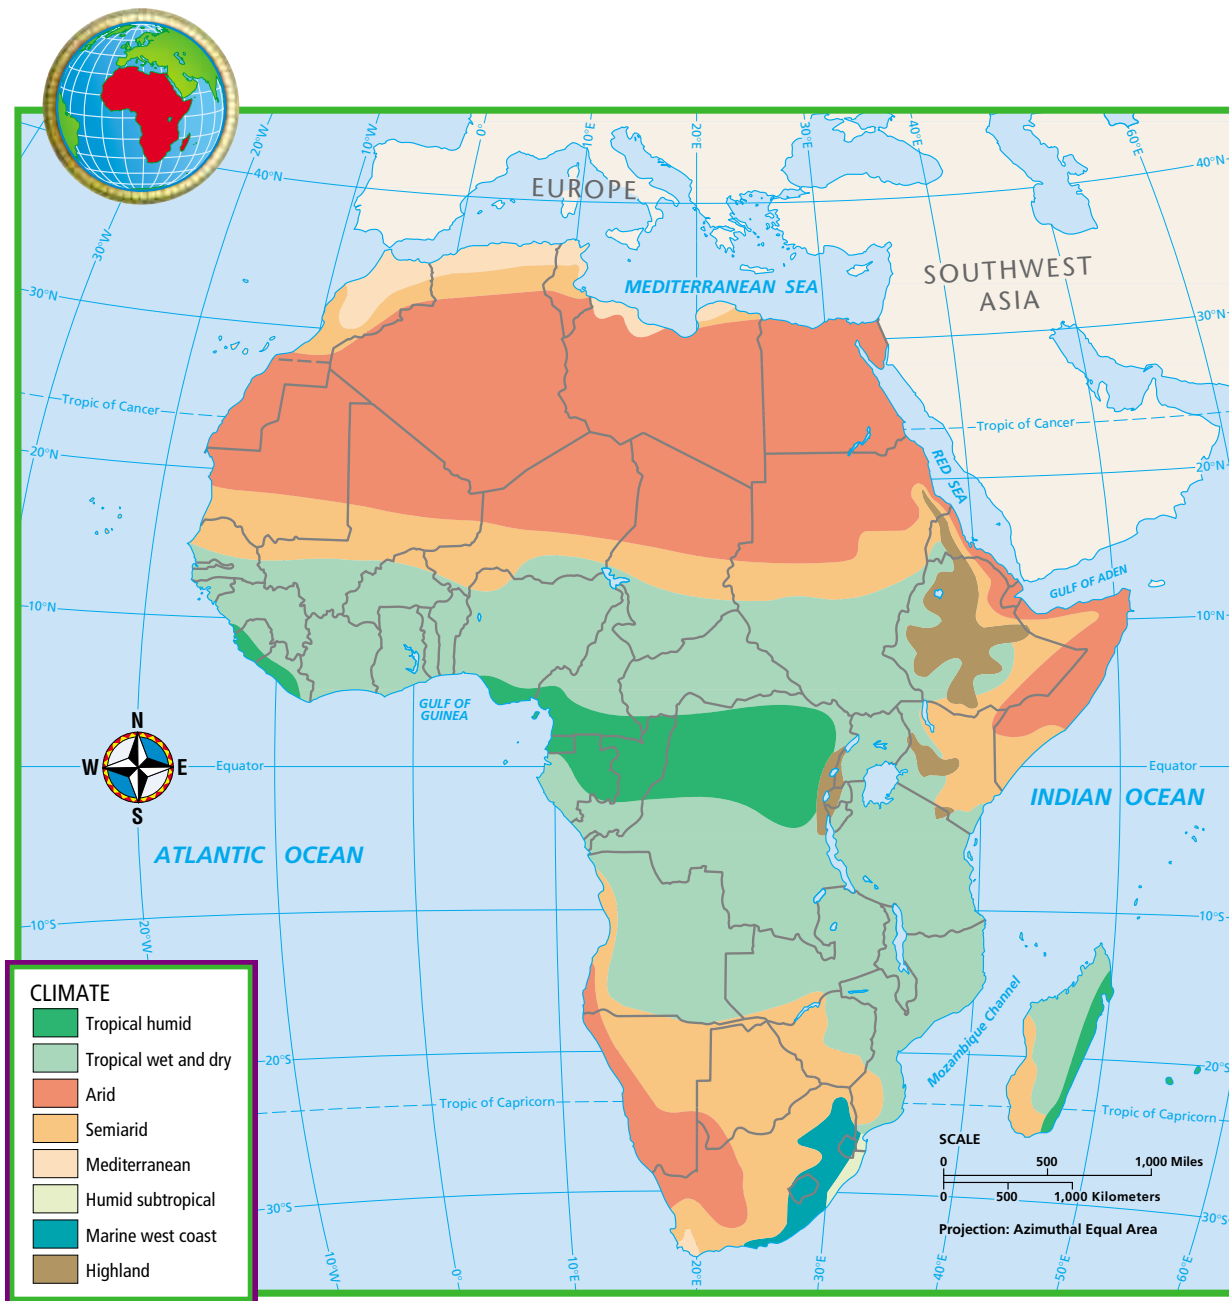 20°W
10°W
0°
10°E
20°E
30°E
40°E
60°E
40°N
40°N
30°W
EUROPE
SOUTHWEST
ASIA
MEDITERRANEAN SEA
30°N
30°N
Tropic of Cancer
Tropic of Cancer
20°N
20°N
RED SEA
GULF OF ADEN
10°N
10°N
GULF OF
GUINEA
N
W
E
S
Equator
Equator
INDIAN OCEAN
ATLANTIC OCEAN
10°S
10°S
20°W
Mozambique Channel
CLIMATE
Tropical humid
Tropical wet and dry
Arid
Semiarid
Mediterranean
Humid subtropical
Marine west coast
Highland
20°S
20°S
Tropic of Capricorn
Tropic of Capricorn
SCALE
0 500 1,000 Miles
0 500 1,000 Kilometers
Projection: Azimuthal Equal Area
30°S
30°S
10°W
0°
10°E
20°E
30°E
40°E
50°E
60°E